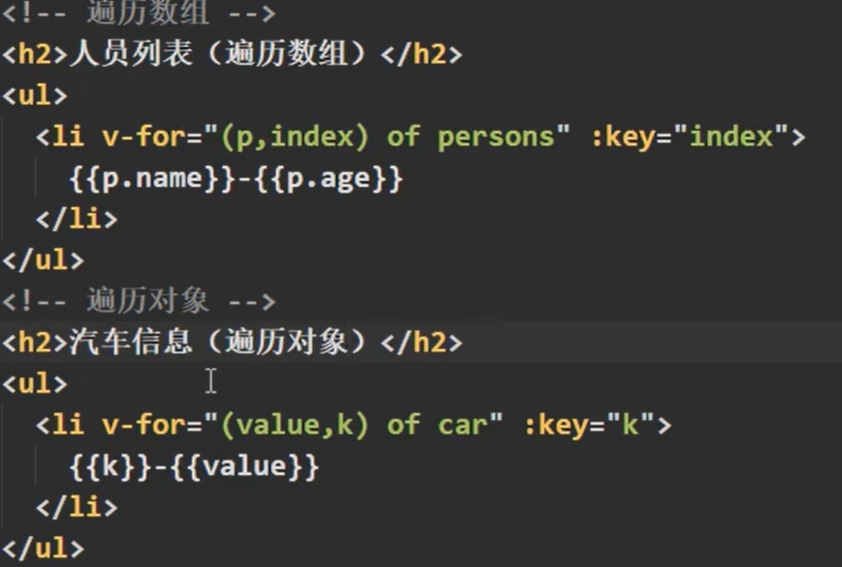 <!-- 遍历数组 -->
<h2>人员列表（遍历数组）</h2>
<ul>
  <li v-for="(p,index) of persons" :key="index">
    {{p.name}}-{{p.age}}
  </li>
</ul>
<!-- 遍历对象 -->
<h2>汽车信息（遍历对象）</h2>
<ul>
  <li v-for="(value,k) of car" :key="k">
    {{k}}-{{value}}
  </li>
</ul>